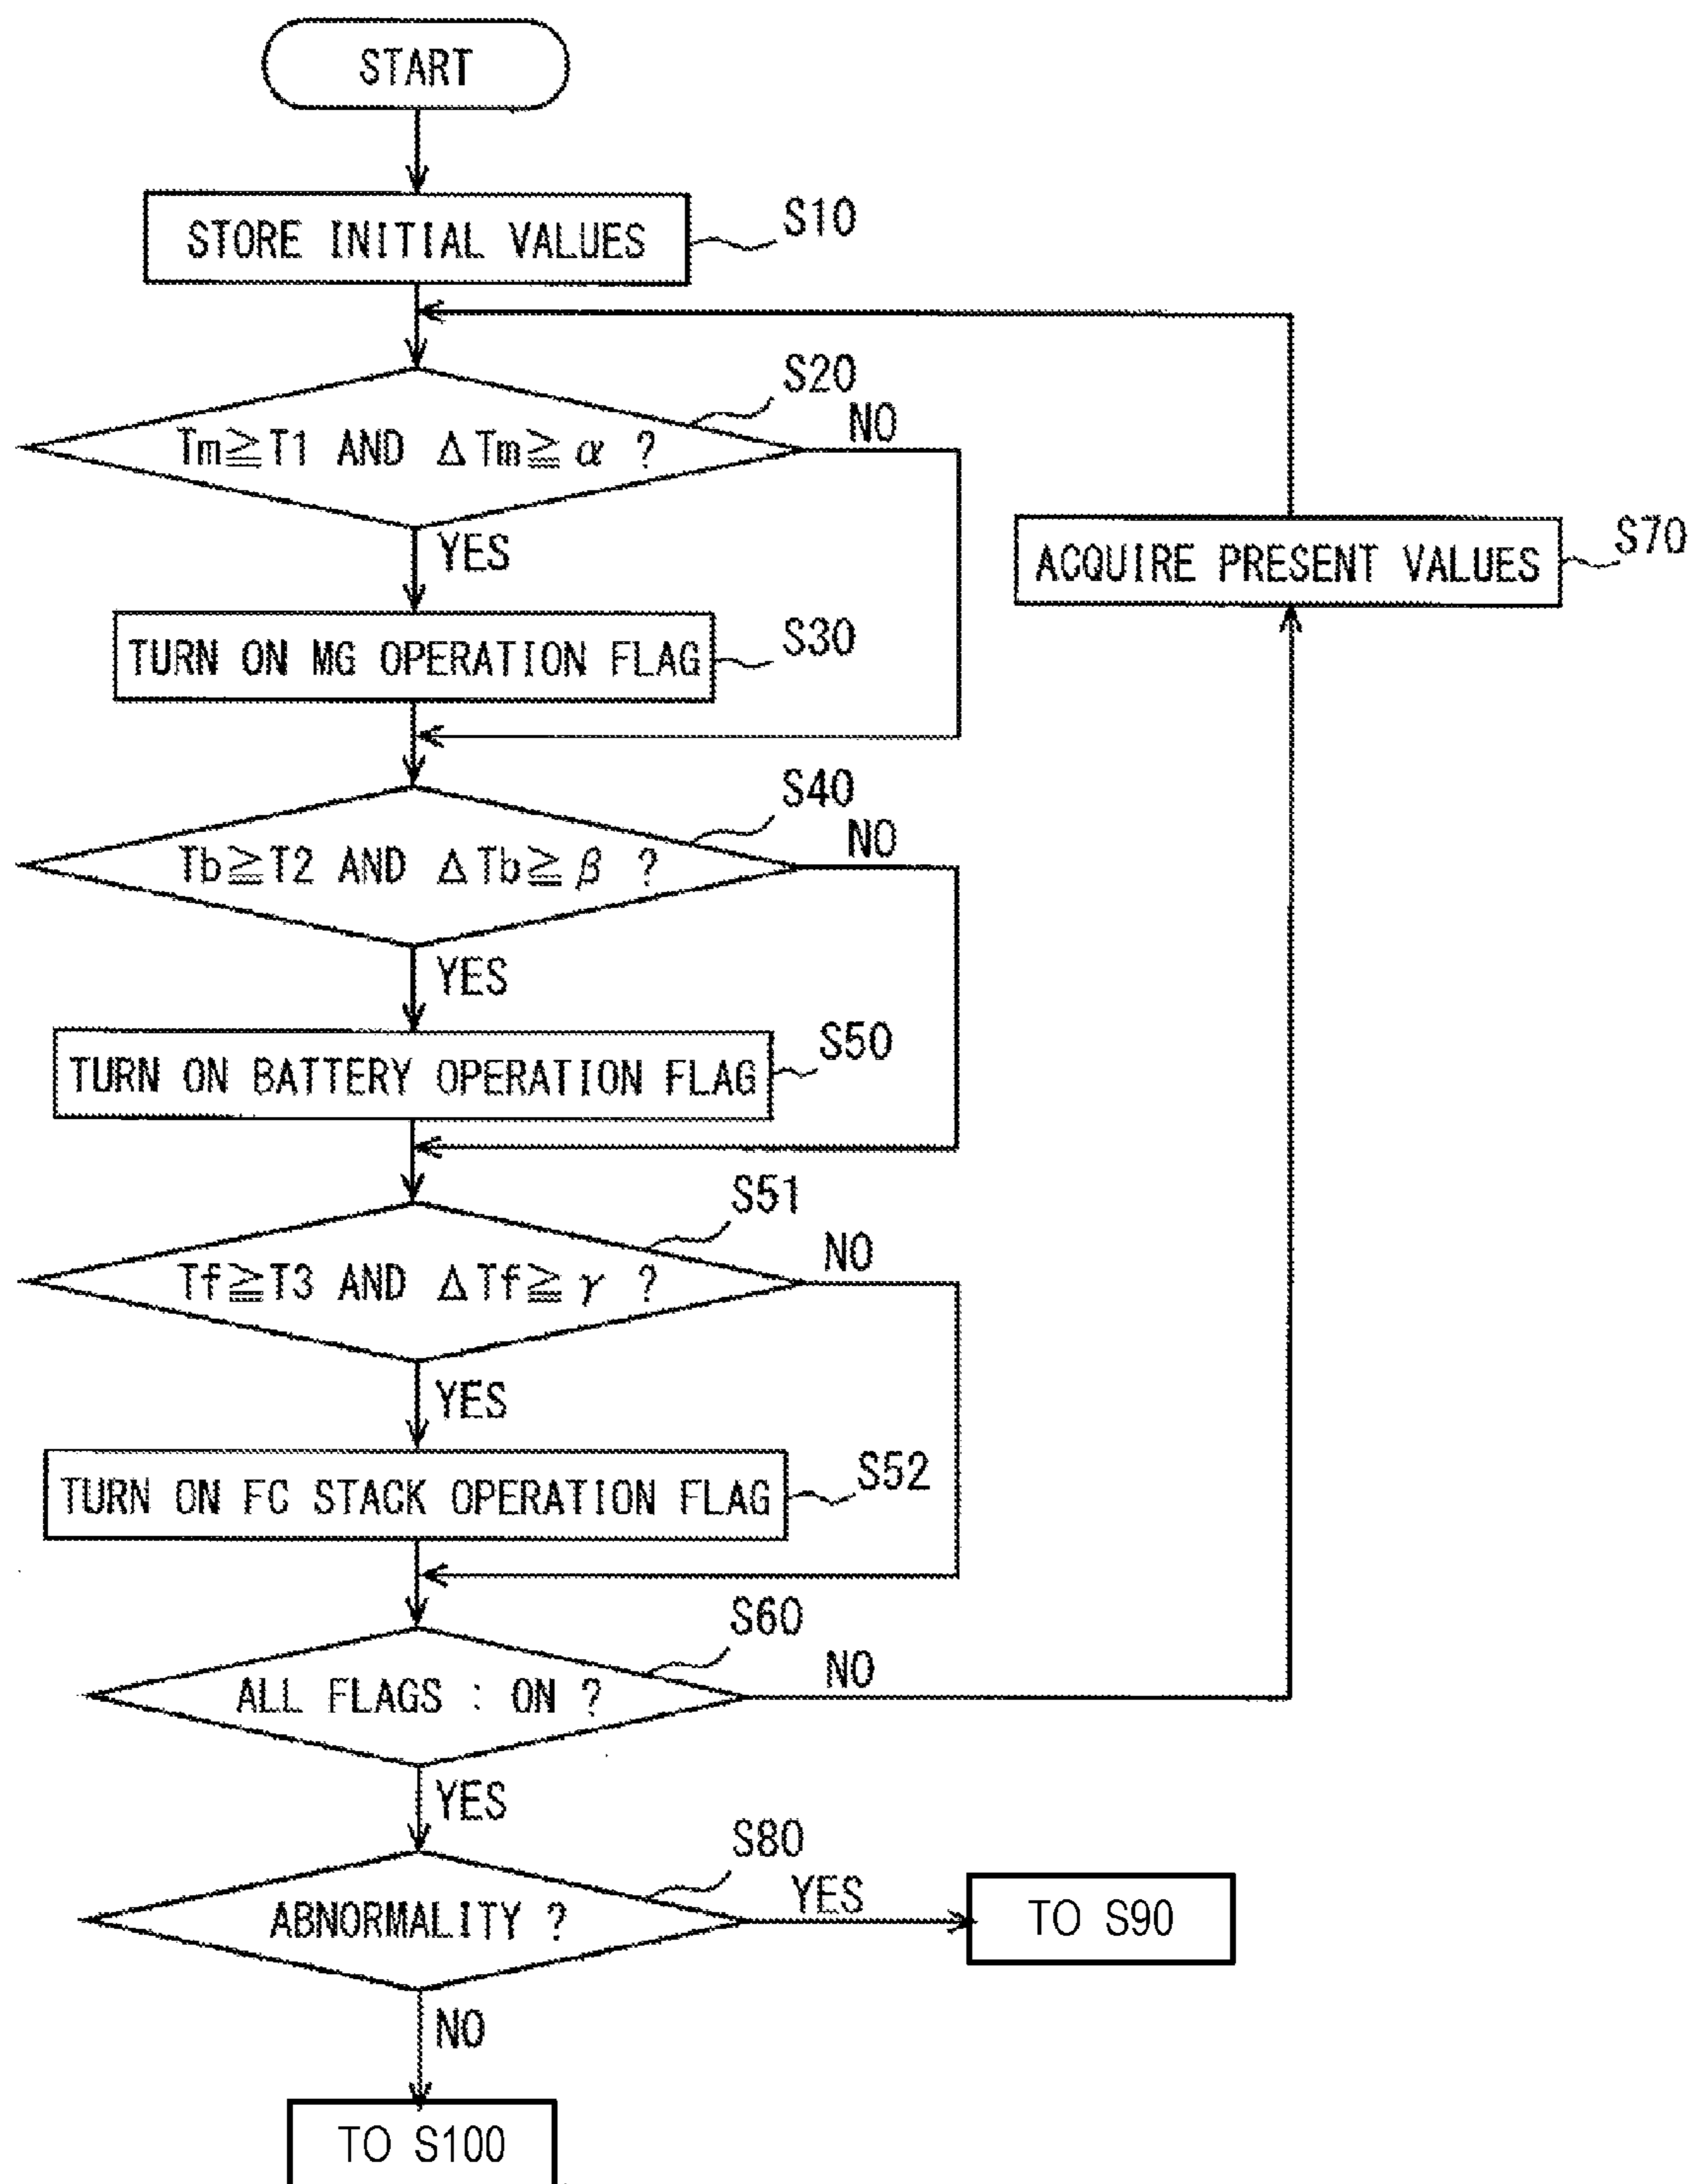 START
STORE INITIAL VALUES
S10
S20
Tm≧T1 AND ΔTm≧α ?
NO
YES
ACQUIRE PRESENT VALUES
S70
TURN ON MG OPERATION FLAG
S30
S40
Tb≧T2 AND ΔTb≧β ?
NO
YES
TURN ON BATTERY OPERATION FLAG
S50
S51
Tf≧T3 AND ΔTf≧γ ?
NO
YES
TURN ON FC STACK OPERATION FLAG
S52
S60
ALL FLAGS : ON ?
NO
YES
S80
ABNORMALITY ?
YES
TO S90
NO
TO S100